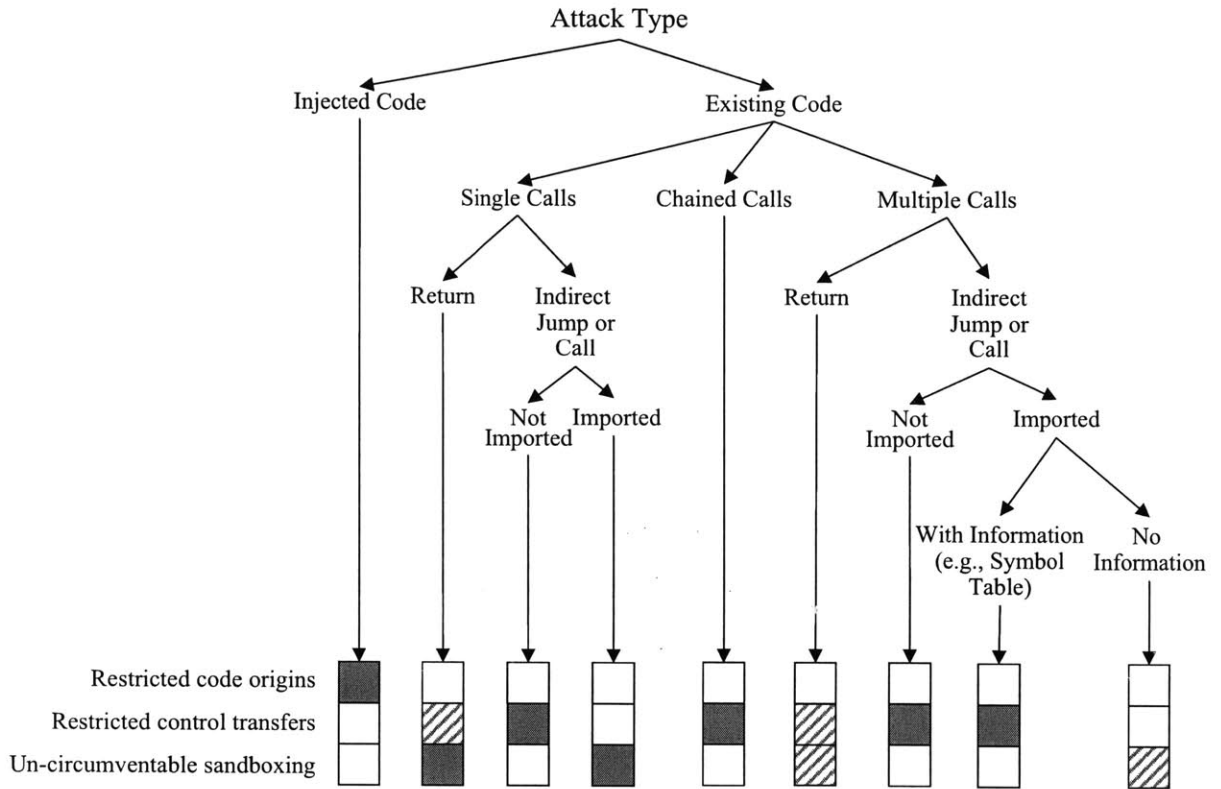 Attack Type
Injected Code
Existing Code
Single Calls
Chained Calls
Multiple Calls
Return
Indirect
Jump or
Call
Return
Indirect
Jump or
Call
Not
Imported
Imported
Not
Imported
Imported
With Information
(e.g., Symbol
Table)
No
Information
Restricted code origins
Restricted control transfers
Un-circumventable sandboxing